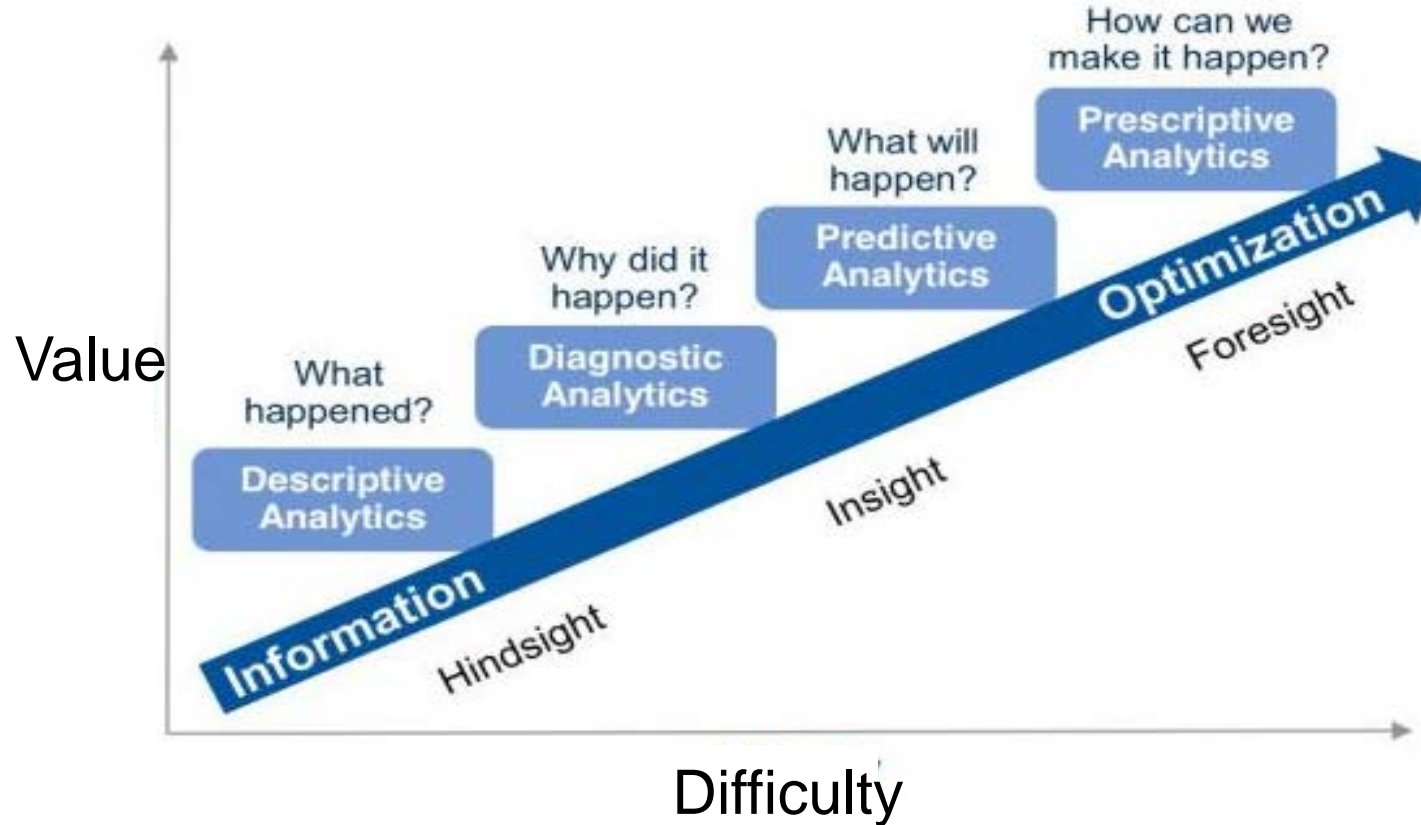 How can we
make it happen?
Prescriptive
Analytics
What will
happen?
Predictive
Analytics
Why did it
happen?
Diagnostic
Analytics
What
happened?
Descriptive
Analytics
Value
Information
Optimization
Hindsight
Insight
Foresight
Difficulty